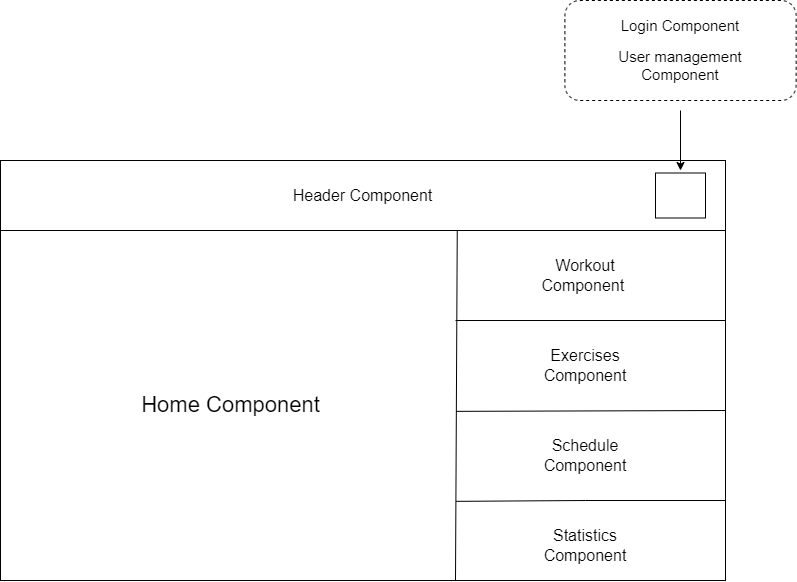 Login Component
User management
Component
Header Component
Workout
Component
Exercises
Component
Home Component
Schedule
Component
Statistics
Component